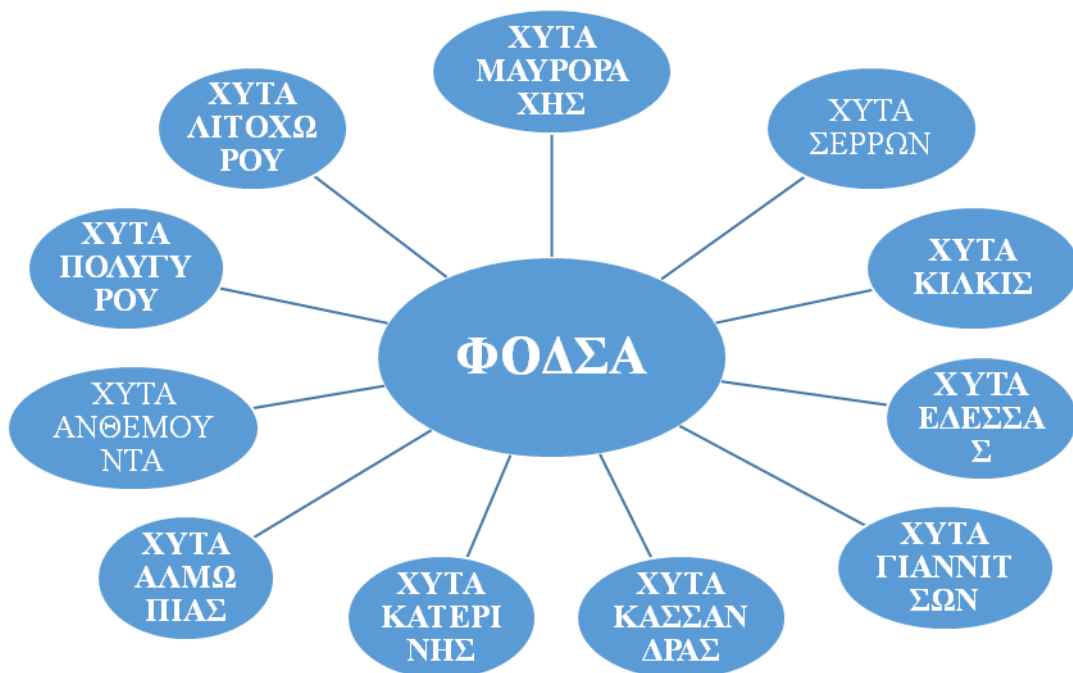 ΧΥΤΑ
ΜΑΥΡΟΡΑ
ΧΗΣ
ΧΥΤΑ
ΣΕΡΡΩΝ
ΧΥΤΑ
ΚΙΛΚΙΣ
ΧΥΤΑ
ΕΔΕΣΣΑ
Σ
ΧΥΤΑ
ΓΙΑΝΝΙΤ
ΣΩΝ
ΧΥΤΑ
ΚΑΣΣΑΝ
ΔΡΑΣ
ΧΥΤΑ
ΚΑΤΕΡΙ
ΝΗΣ
ΧΥΤΑ
ΑΛΜΩ
ΠΙΑΣ
ΧΥΤΑ
ΑΝΘΕΜΟΥ
ΝΤΑ
ΧΥΤΑ
ΠΟΛΥΓΥ
ΡΟΥ
ΧΥΤΑ
ΛΙΤΟΧΩ
ΡΟΥ
ΦΟΔΣΑ